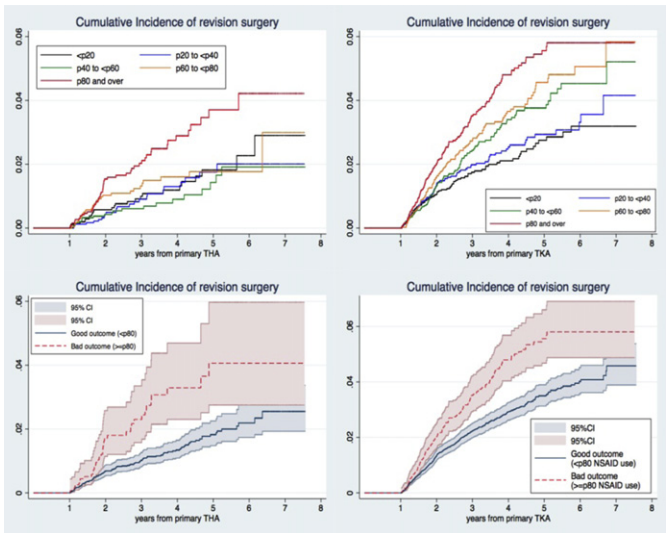 Cumulative Incidence of revision surgery
<p20 p20 to <p40
p40 to <p60 p60 to <p80
p80 and over
0.06
0.04
0.02
0.00
1 2 3 4 5 6 7 8
years from primary THA
Cumulative Incidence of revision surgery
0.06
0.04
0.02
0.00
<p20 p20 to <p40
p40 to <p60 p60 to <p80
p80 and over
1 2 3 4 5 6 7 8
years from primary TKA
Cumulative Incidence of revision surgery
95% CI
95% CI
Good outcome (<p80)
Bad outcome (>=p80)
.06
.04
.02
0
1 2 3 4 5 6 7 8
years from primary THA
Cumulative Incidence of revision surgery
.06
.04
.02
0
95%CI
95%CI
Good outcome
(<p80 NSAID use)
Bad outcome
(>=p80 NSAID use)
1 2 3 4 5 6 7 8
years from primary TKA